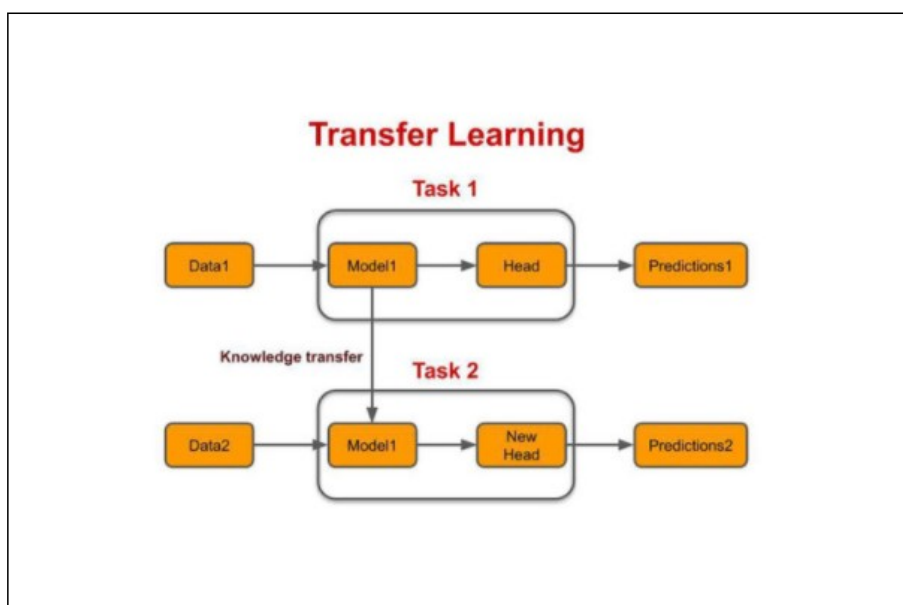 Transfer Learning
Task 1
Data1
Model1
Head
Predictions1
Knowledge transfer
Task 2
Data2
Model1
New
Head
Predictions2